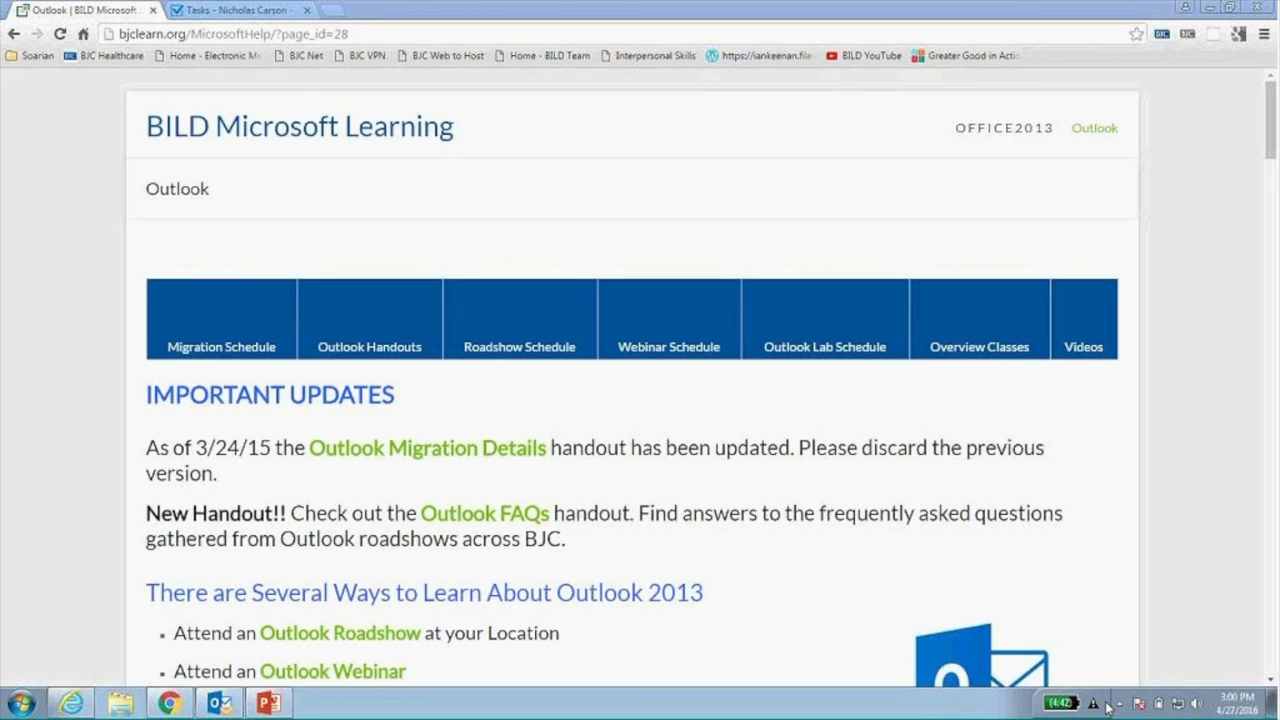 Outlook | BILD Microsoft
Tasks - Nicholas Carson -
bjclearn.org/MicrosoftHelp/?page_id=28
Soarian
BJC Healthcare
Home - Electronic Me
BJC Net
BJC VPN
BJC Web to Host
Home - BILD Team
Interpersonal Skills
https://iankeenan.file
BILD YouTube
Greater Good in Acti
BILD Microsoft Learning
OFFICE2013
Outlook
Outlook
Migration Schedule
Outlook Handouts
Roadshow Schedule
Webinar Schedule
Outlook Lab Schedule
Overview Classes
Videos
IMPORTANT UPDATES
As of 3/24/15 the Outlook Migration Details handout has been updated. Please discard the previous
version.
New Handout!! Check out the Outlook FAQs handout. Find answers to the frequently asked questions
gathered from Outlook roadshows across BJC.
There are Several Ways to Learn About Outlook 2013
Attend an Outlook Roadshow at your Location
Attend an Outlook Webinar
(4:42)
3:00 PM
4/27/2016